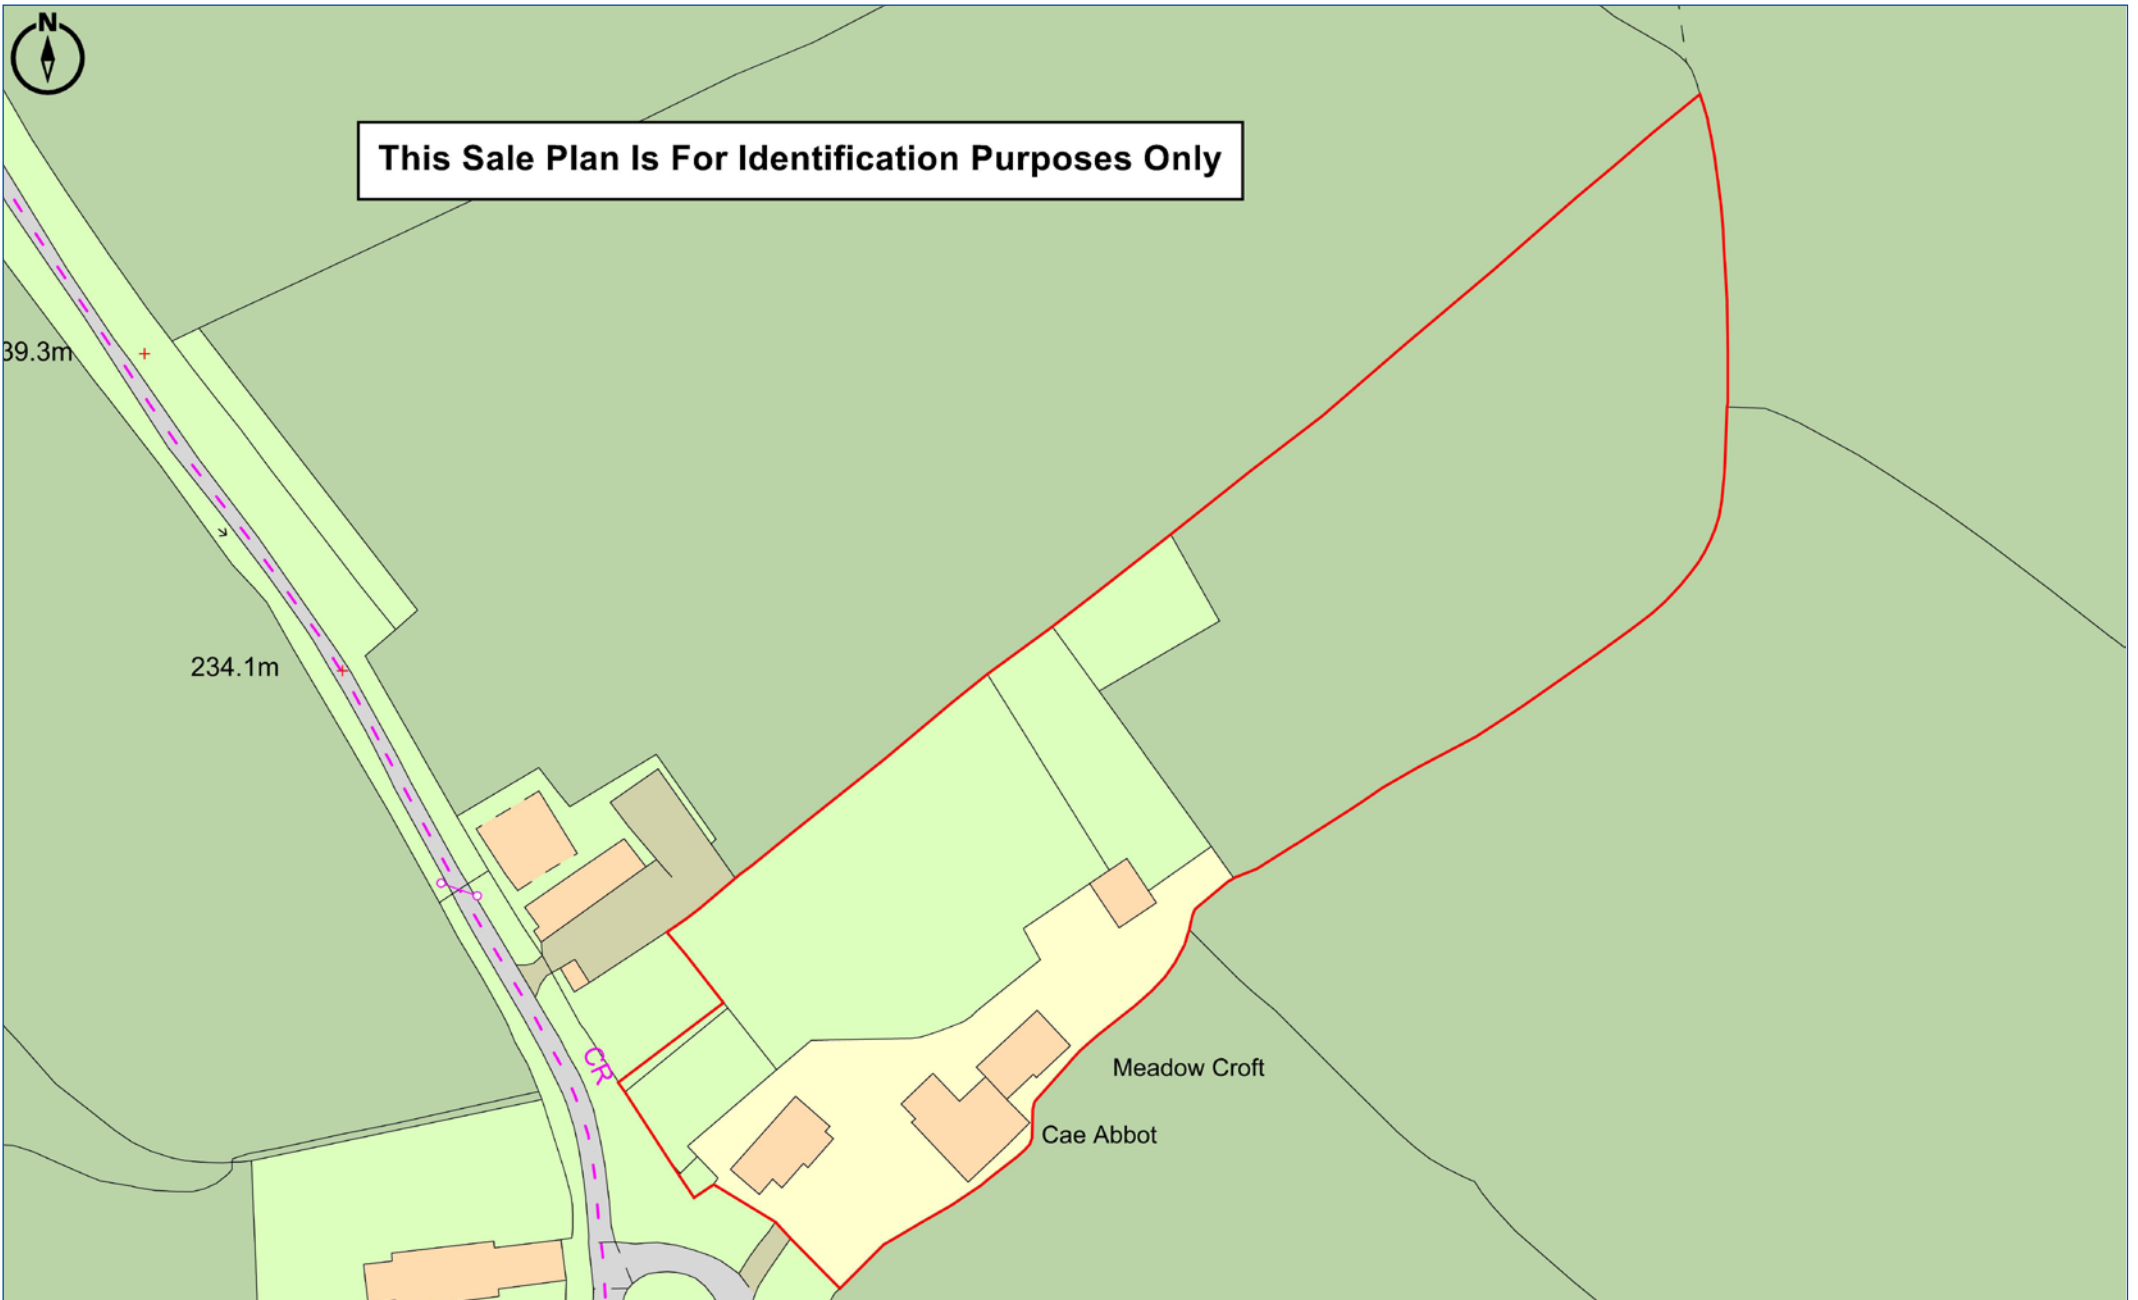 N
This Sale Plan Is For Identification Purposes Only
39.3m
234.1m
CR
Meadow Croft
Cae Abbot